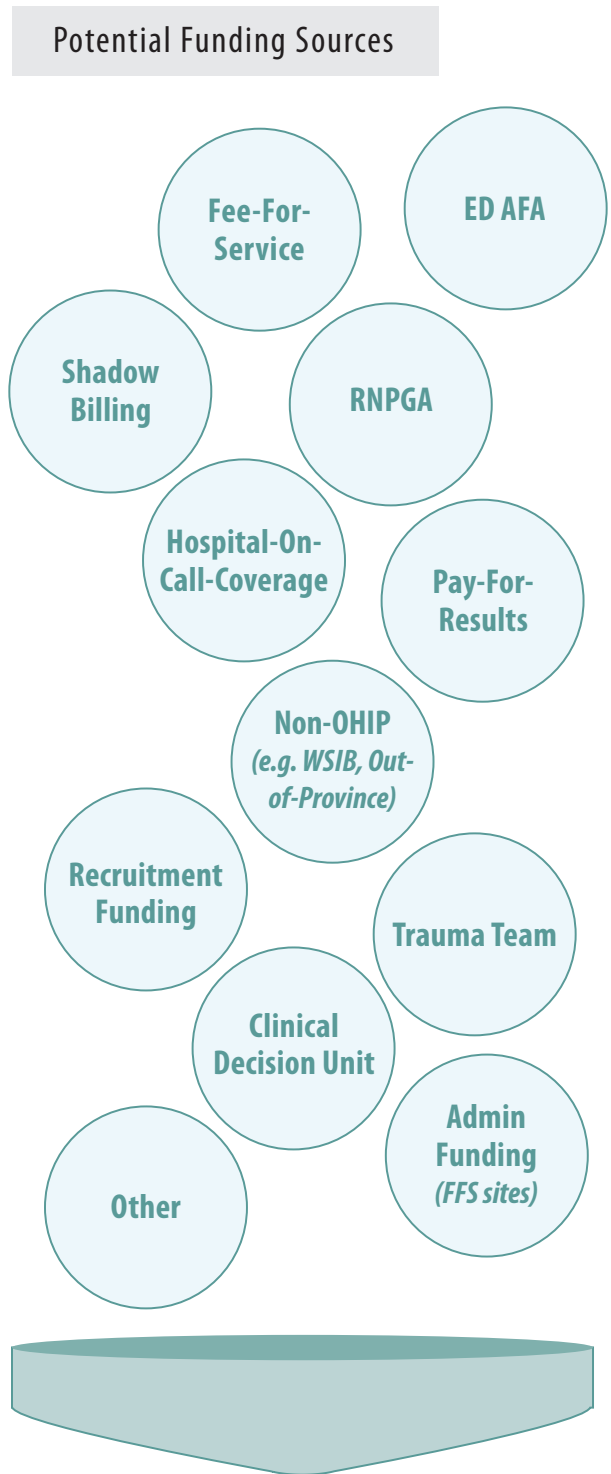 Potential Funding Sources
Fee-For-
Service
ED AFA
Shadow
Billing
RNPGA
Hospital-On-
Call-Coverage
Pay-For-
Results
Non-OHIP
(e.g. WSIB, Out-
of-Province)
Recruitment
Funding
Trauma Team
Clinical
Decision Unit
Admin
Funding
(FFS sites)
Other